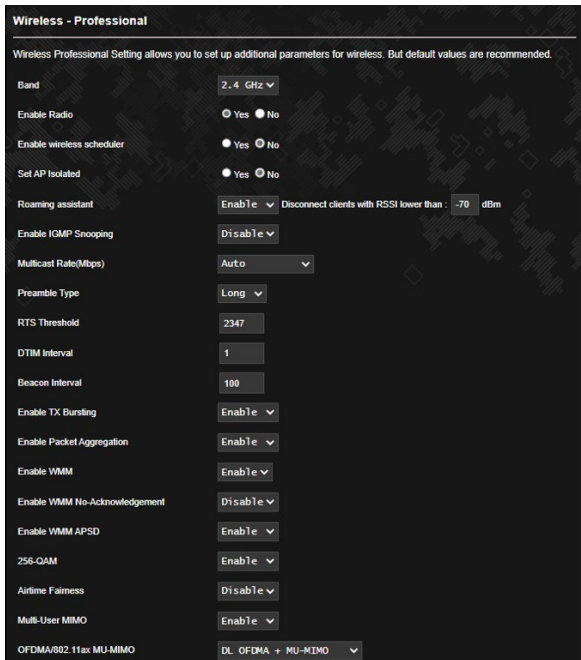 Wireless - Professional
Wireless Professional Setting allows you to set up additional parameters for wireless. But default values are recommended.
Band 2.4 GHz
Enable Radio Yes No
Enable wireless scheduler Yes No
Set AP Isolated Yes No
Roaming assistant Enable Disconnect clients with RSSI lower than : -70 dBm
Enable IGMP Snooping Disable
Multicast Rate(Mbps) Auto
Preamble Type Long
RTS Threshold 2347
DTIM Interval 1
Beacon Interval 100
Enable TX Bursting Enable
Enable Packet Aggregation Enable
Enable WMM Enable
Enable WMM No-Acknowledgement Disable
Enable WMM APSD Enable
256-QAM Enable
Airtime Fairness Disable
Multi-User MIMO Enable
OFDMA/802.11ax MU-MIMO DL OFDMA + MU-MIMO